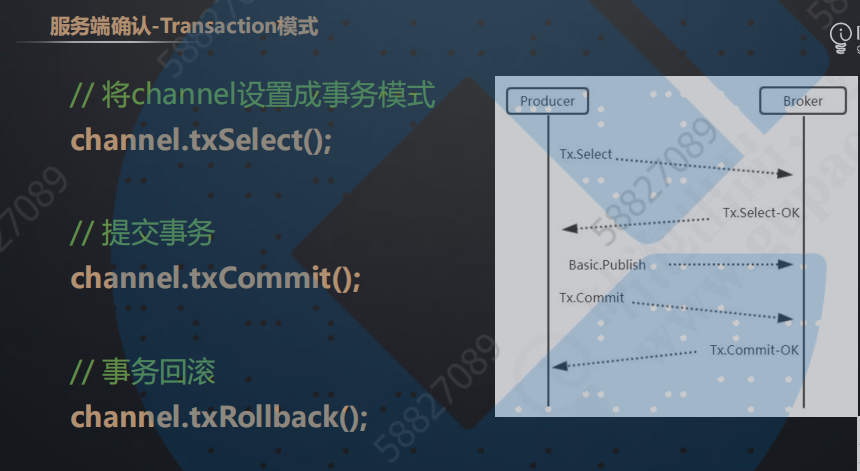 服务端确认-Transaction模式
// 将channel设置成事务模式
channel.txSelect();
// 提交事务
channel.txCommit();
// 事务回滚
channel.txRollback();
Producer
Broker
Tx.Select
Tx.Select-OK
Basic.Publish
Tx.Commit
Tx.Commit-OK
58827089
58827089